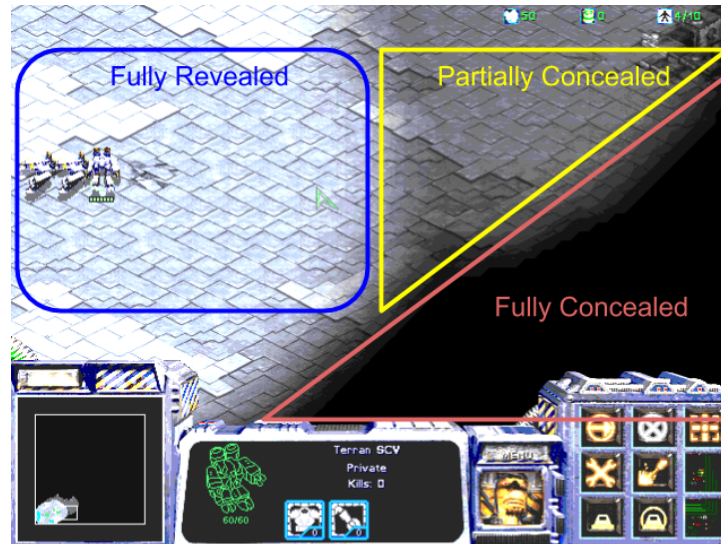 50 0 4/10
Fully Revealed
Partially Concealed
Fully Concealed
Terran SCV
Private
Kills: 0
MENU
60/60
0 0